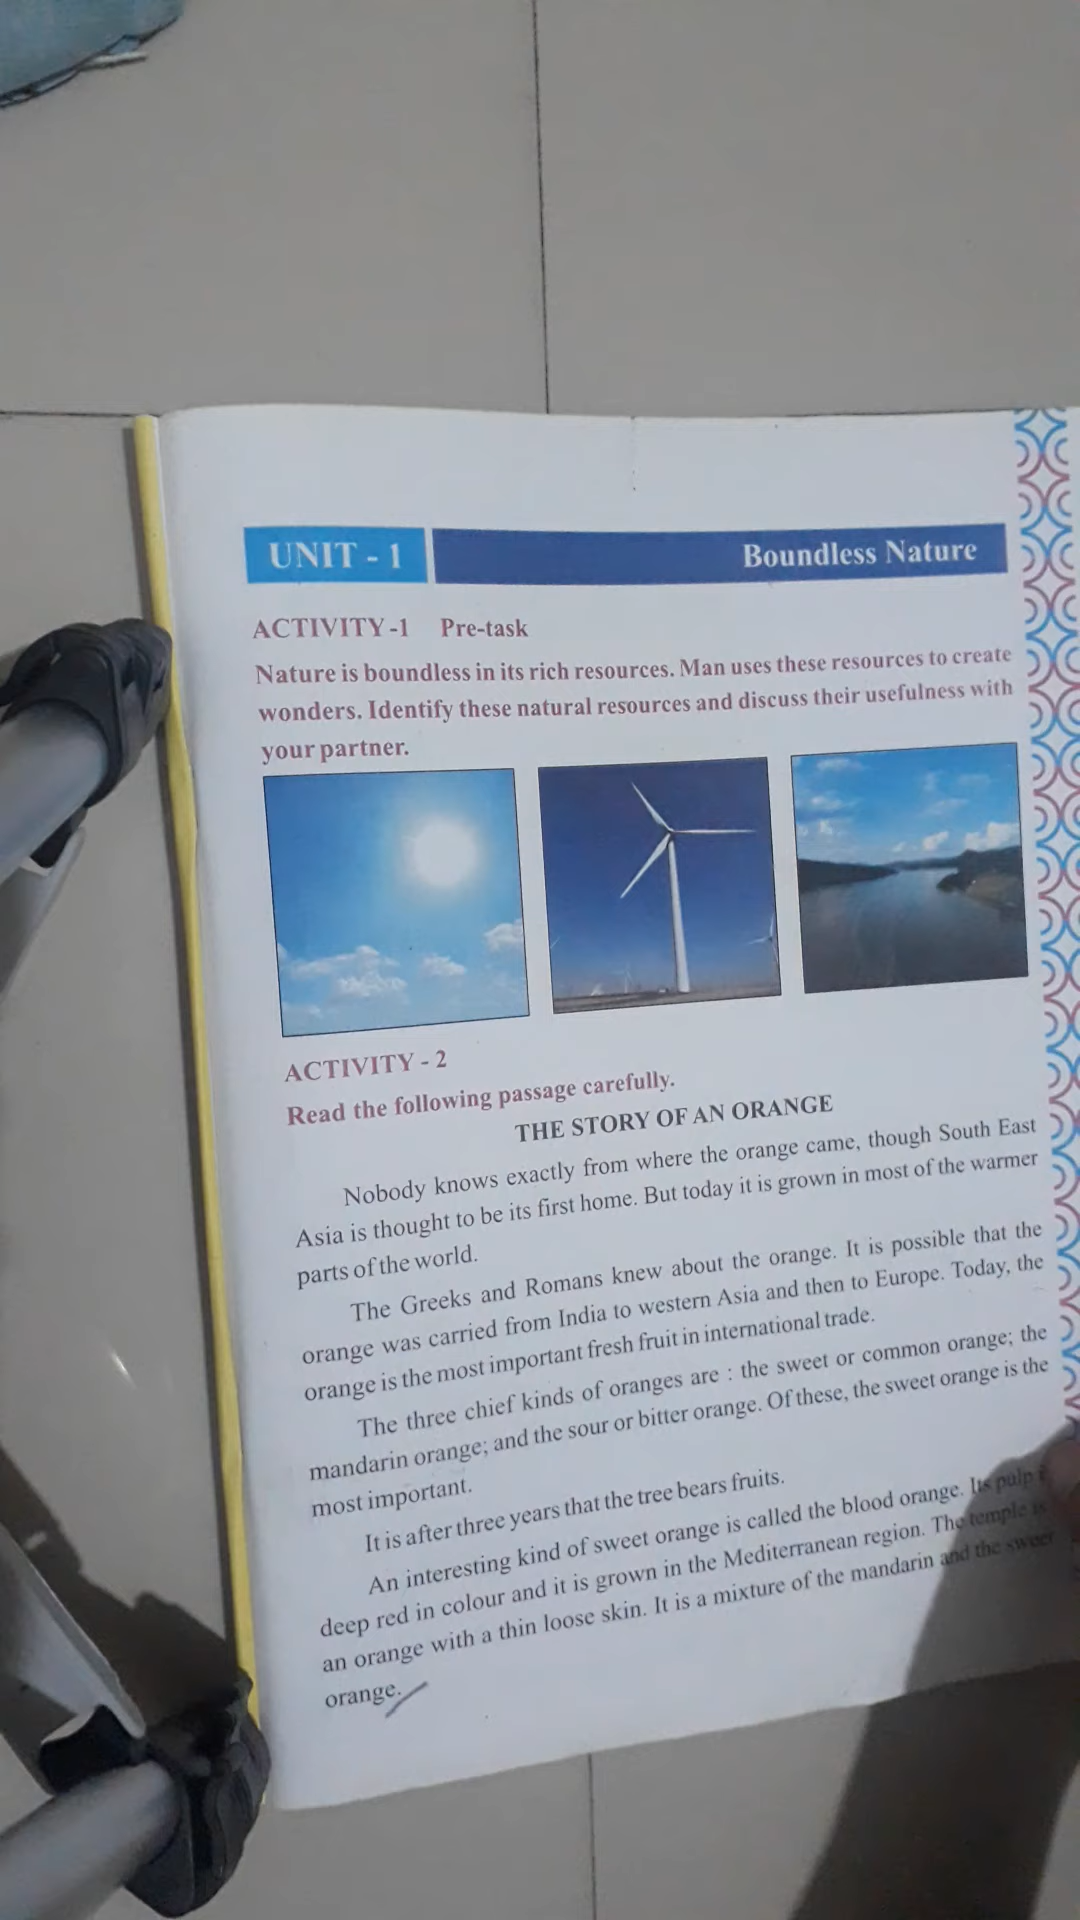 UNIT - 1
Boundless Nature
ACTIVITY -1 Pre-task
Nature is boundless in its rich resources. Man uses these resources to create
wonders. Identify these natural resources and discuss their usefulness with
your partner.
ACTIVITY - 2
Read the following passage carefully.
THE STORY OF AN ORANGE
Nobody knows exactly from where the orange came, though South East
Asia is thought to be its first home. But today it is grown in most of the warmer
parts of the world.
The Greeks and Romans knew about the orange. It is possible that the
orange was carried from India to western Asia and then to Europe. Today, the
orange is the most important fresh fruit in international trade.
The three chief kinds of oranges are : the sweet or common orange; the
mandarin orange; and the sour or bitter orange. Of these, the sweet orange is the
most important.
It is after three years that the tree bears fruits.
An interesting kind of sweet orange is called the blood orange. Its pulp
deep red in colour and it is grown in the Mediterranean region. The temple is
an orange with a thin loose skin. It is a mixture of the mandarin and the sweet
orange.